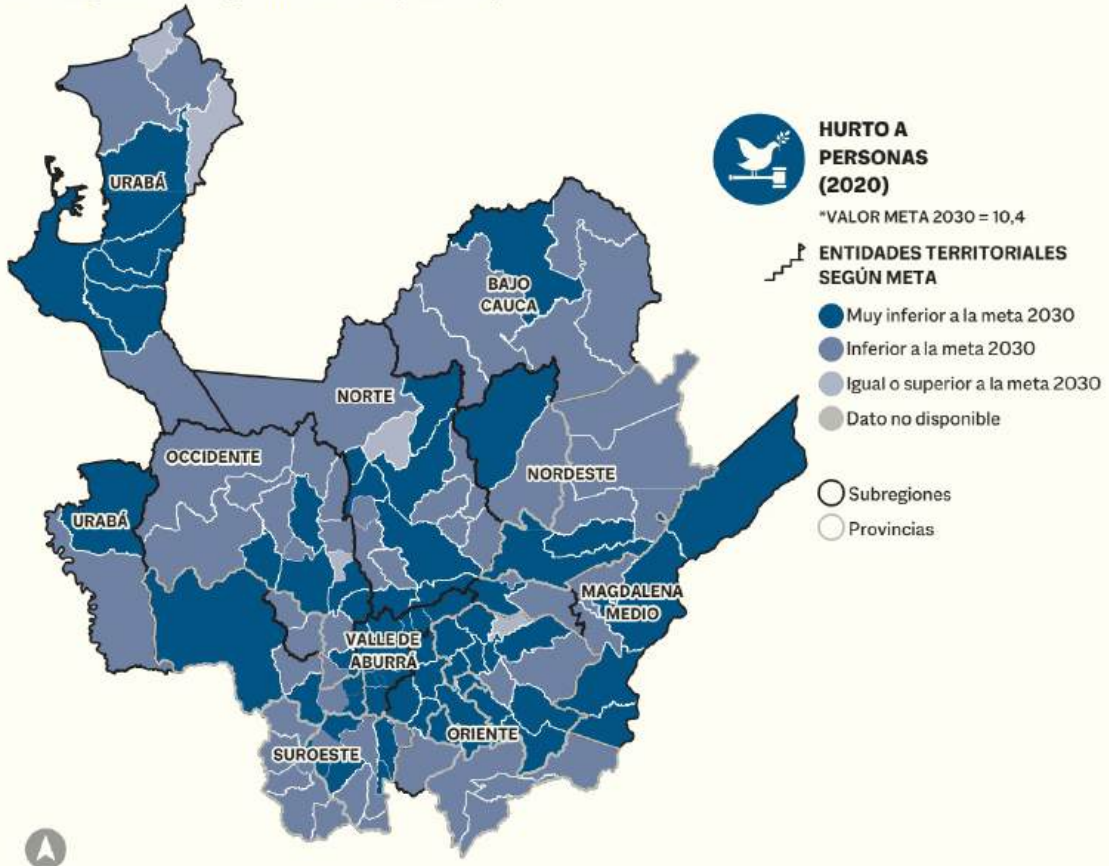 HURTO A
PERSONAS
(2020)
*VALOR META 2030 = 10,4
ENTIDADES TERRITORIALES
SEGÚN META
Muy inferior a la meta 2030
Inferior a la meta 2030
Igual o superior a la meta 2030
Dato no disponible
Subregiones
Provincias
URABÁ
BAJO
CAUCA
NORTE
OCCIDENTE
NORDESTE
URABÁ
MAGDALENA
MEDIO
VALLE DE
ABURRÁ
ORIENTE
SUROESTE